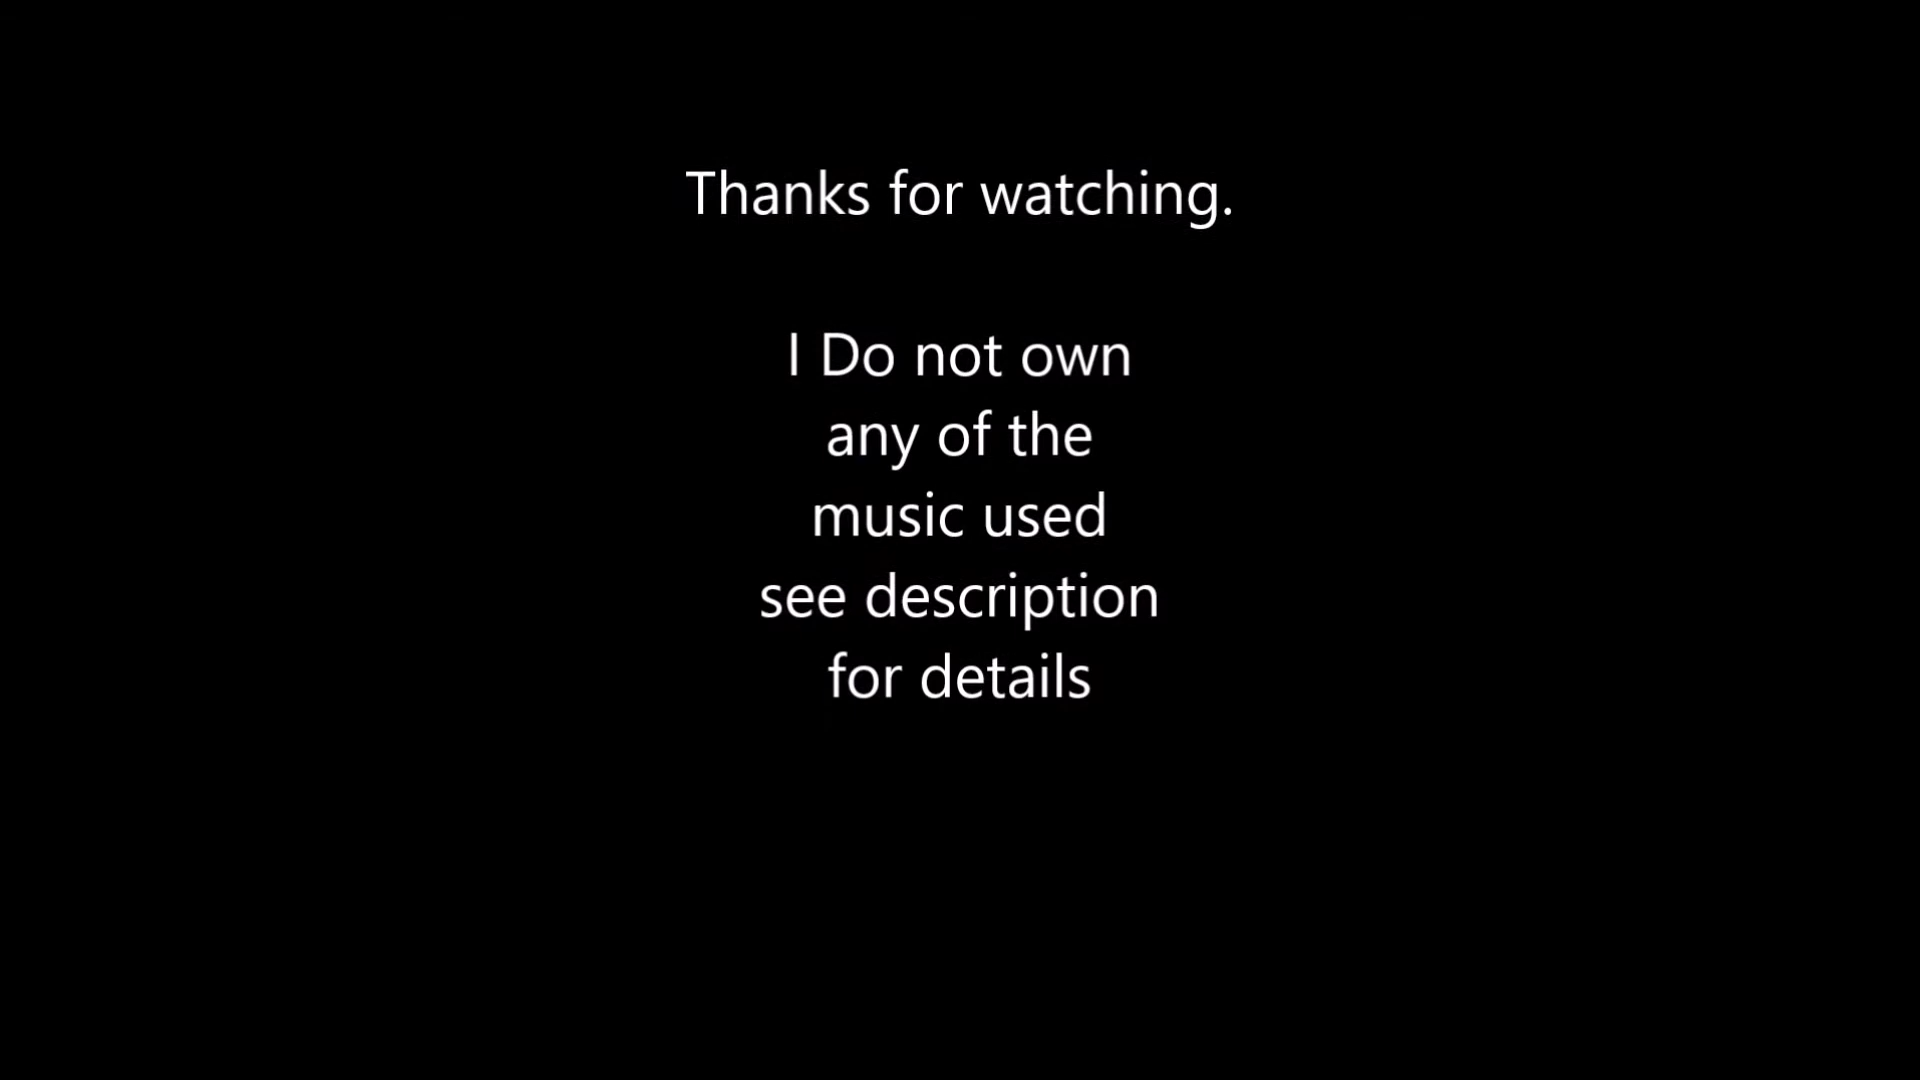 Thanks for watching.
I Do not own
any of the
music used
see description
for details